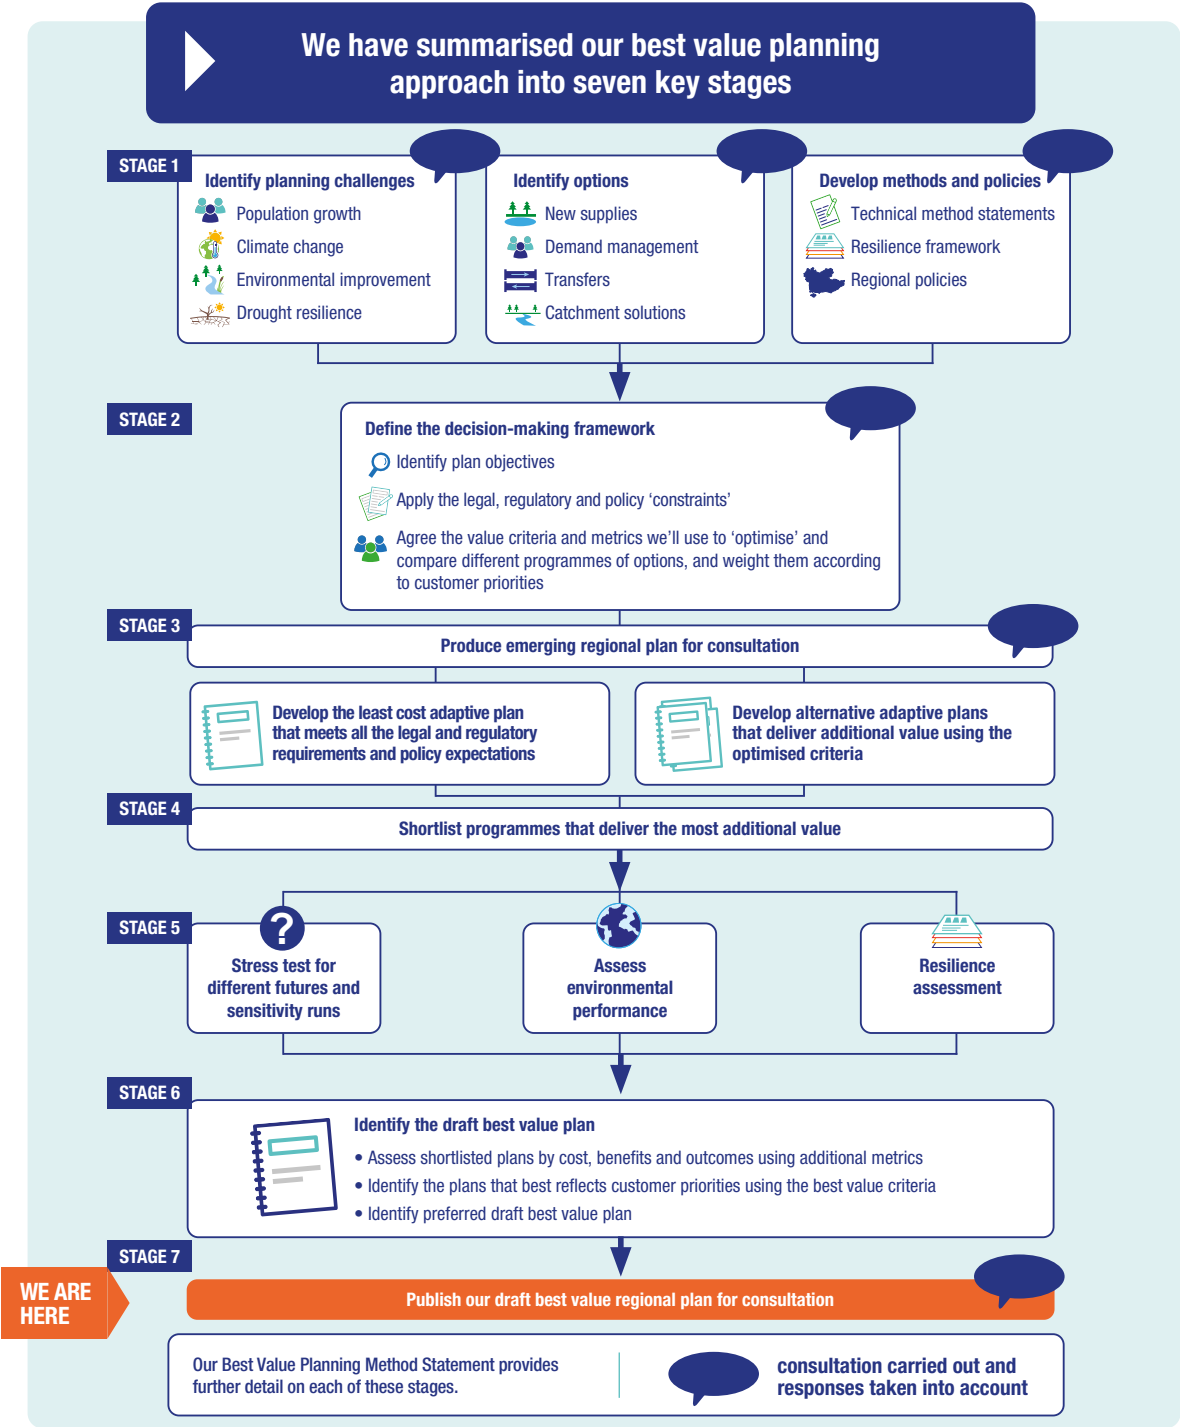 We have summarised our best value planning
approach into seven key stages
STAGE 1
Identify planning challenges
Population growth
Climate change
Environmental improvement
Drought resilience
Identify options
New supplies
Demand management
Transfers
Catchment solutions
Develop methods and policies
Technical method statements
Resilience framework
Regional policies
STAGE 2
Define the decision-making framework
Identify plan objectives
Apply the legal, regulatory and policy ‘constraints’
Agree the value criteria and metrics we’ll use to ‘optimise’ and
compare different programmes of options, and weight them according
to customer priorities
STAGE 3
Produce emerging regional plan for consultation
Develop the least cost adaptive plan
that meets all the legal and regulatory
requirements and policy expectations
Develop alternative adaptive plans
that deliver additional value using the
optimised criteria
STAGE 4
Shortlist programmes that deliver the most additional value
STAGE 5
?
Stress test for
different futures and
sensitivity runs
Assess
environmental
performance
Resilience
assessment
STAGE 6
Identify the draft best value plan
• Assess shortlisted plans by cost, benefits and outcomes using additional metrics
• Identify the plans that best reflects customer priorities using the best value criteria
• Identify preferred draft best value plan
STAGE 7
WE ARE
HERE
Publish our draft best value regional plan for consultation
Our Best Value Planning Method Statement provides
further detail on each of these stages.
consultation carried out and
responses taken into account